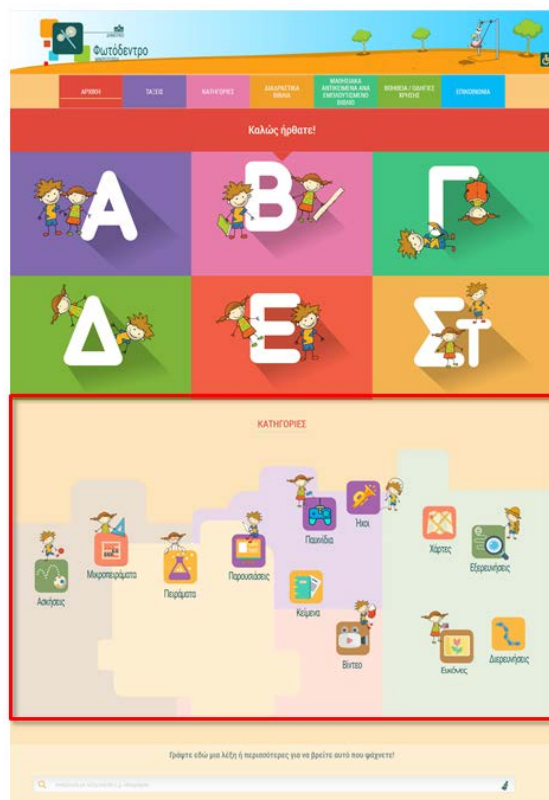 ΔΗΜΟΤΙΚΟ
Φωτόδεντρο
ΑΡΧΙΚΗ
ΤΑΞΕΙΣ
ΚΑΤΗΓΟΡΙΕΣ
ΔΙΑΔΡΑΣΤΙΚΑ
ΒΙΒΛΙΑ
ΜΑΘΗΣΙΑΚΑ
ΑΝΤΙΚΕΙΜΕΝΑ ΑΝΑ
ΕΜΠΛΟΥΤΙΣΜΕΝΟ
ΒΙΒΛΙΟ
ΒΟΗΘΕΙΑ / ΟΔΗΓΙΕΣ
ΧΡΗΣΗΣ
ΕΠΙΚΟΙΝΩΝΙΑ
Καλώς ήρθατε!
Α
Β
Γ
Δ
Ε
Στ
ΚΑΤΗΓΟΡΙΕΣ
Παιχνίδια
Ήχοι
Χάρτες
Εξερευνήσεις
Μικροπειράματα
Πειράματα
Παρουσιάσεις
Ασκήσεις
Κείμενα
Βίντεο
Εικόνες
Διερευνήσεις
Γράψτε εδώ μια λέξη ή περισσότερες για να βρείτε αυτό που ψάχνετε!